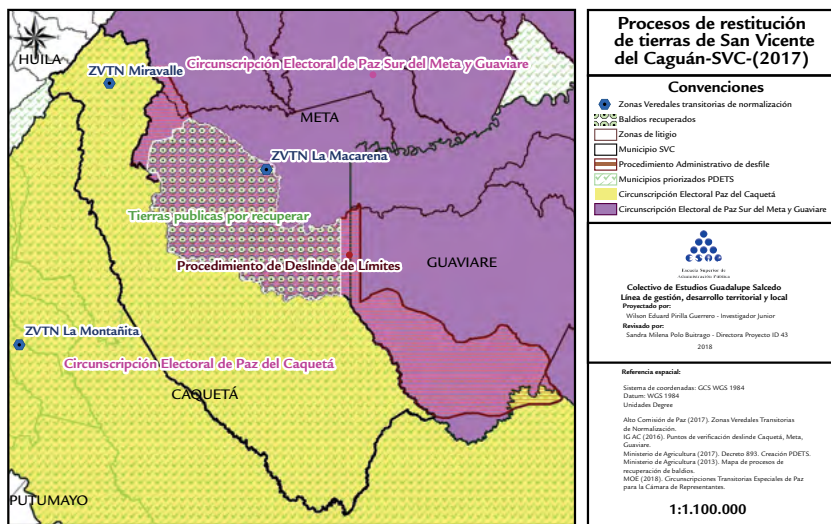 HUILA
ZVTN Miravalle
Circunscripción Electoral de Paz Sur del Meta y Guaviare
META
ZVTN La Macarena
Tierras publicas por recuperar
Procedimiento de Deslinde de Límites
GUAVIARE
ZVTN La Montañita
Circunscripción Electoral de Paz del Caquetá
CAQUETÁ
PUTUMAYO
Procesos de restitución
de tierras de San Vicente
del Caguán-SVC-(2017)
Convenciones
Zonas Veredales transitorias de normalización
Baldíos recuperados
Zonas de litigio
Municipio SVC
Procedimiento Administrativo de desfile
Municipios priorizados PDETS
Circunscripción Electoral Paz del Caquetá
Circunscripción Electoral de Paz Sur del Meta y Guaviare
esap
Escuela Superior de
Administración Pública
Colectivo de Estudios Guadalupe Salcedo
Línea de gestión, desarrollo territorial y local
Proyectado por:
Wilson Eduard Pirilla Guerrero - Investigador Junior
Revisado por:
Sandra Milena Polo Buitrago - Directora Proyecto ID 43
2018
Referencia espacial:
Sistema de coordenadas: GCS WGS 1984
Datum: WGS 1984
Unidades Degree
Alto Comisión de Paz (2017). Zonas Veredales Transitorias
de Normalización.
IG AC (2016). Puntos de verificación deslinde Caquetá, Meta,
Guaviare.
Ministerio de Agricultura (2017). Decreto 893. Creación PDETS.
Ministerio de Agricultura (2013). Mapa de procesos de
recuperación de baldíos.
MOE (2018). Circunscripciones Transitorias Especiales de Paz
para la Cámara de Representantes.
1:1.100.000